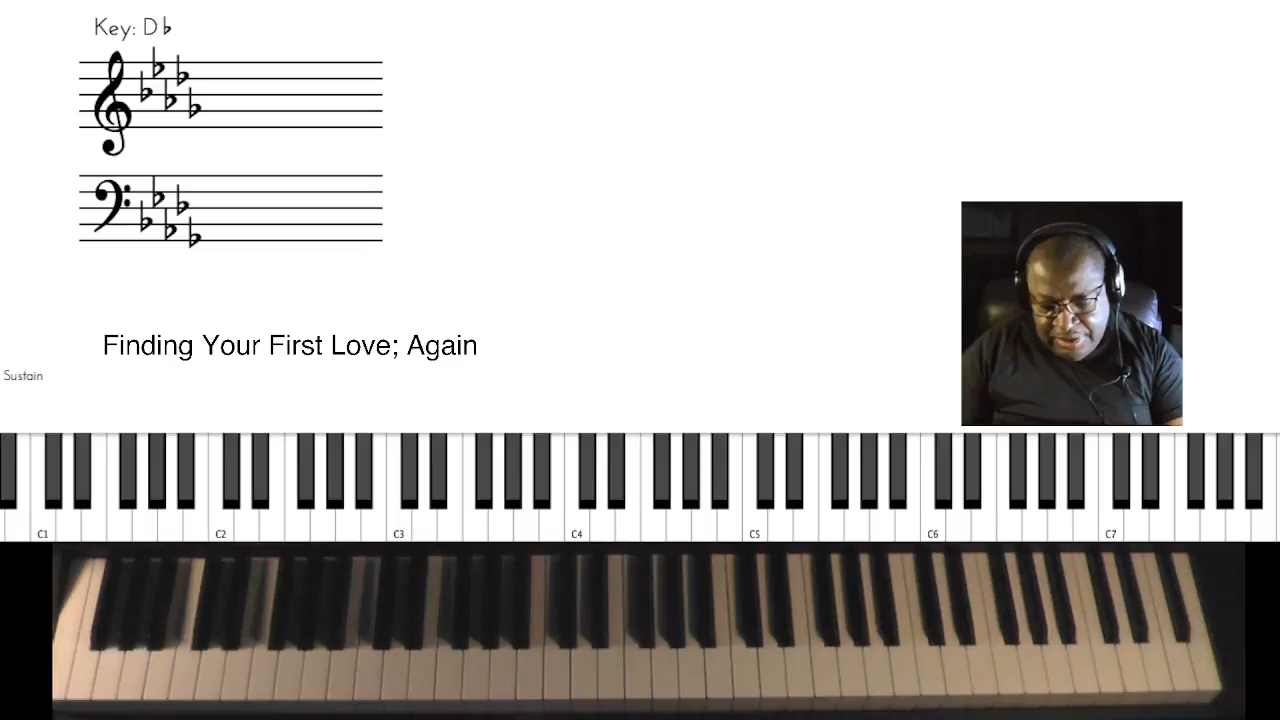 Key: D♭
Finding Your First Love; Again
Sustain
C1 C2 C3 C4 C5 C6 C7